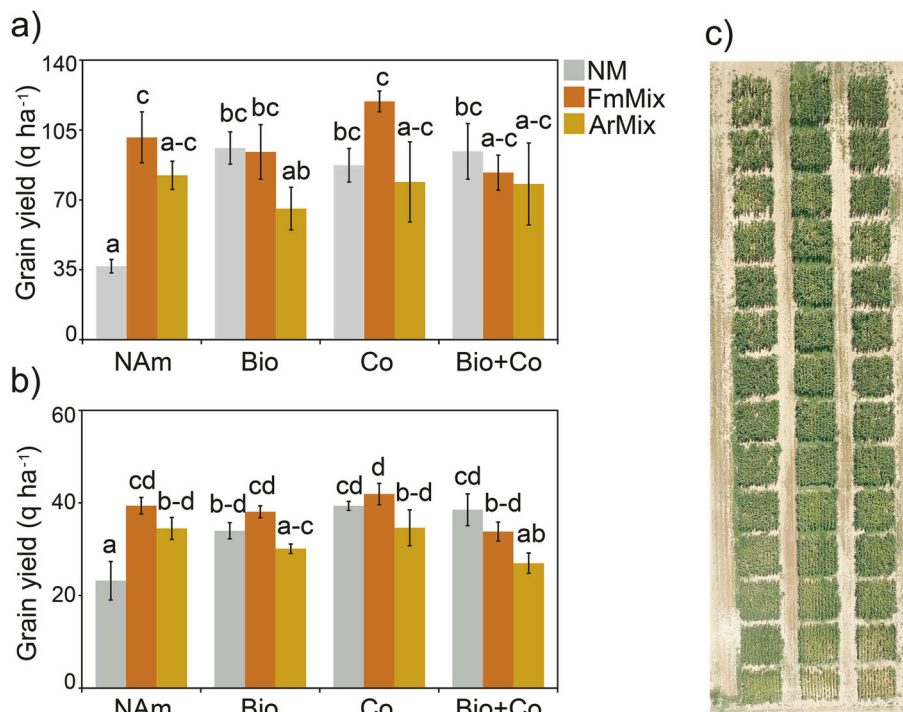 a)
140
105
70
35
0
Grain yield (q ha⁻¹)
a
c
a-c
bc
bc
ab
bc
c
a-c
bc
bc
a-c
NAm
Bio
Co
Bio+Co
NM
FmMix
ArMix
b)
60
40
20
0
Grain yield (q ha⁻¹)
a
cd
b-d
b-d
cd
a-c
cd
d
b-d
cd
b-d
ab
NAm
Bio
Co
Bio+Co
c)